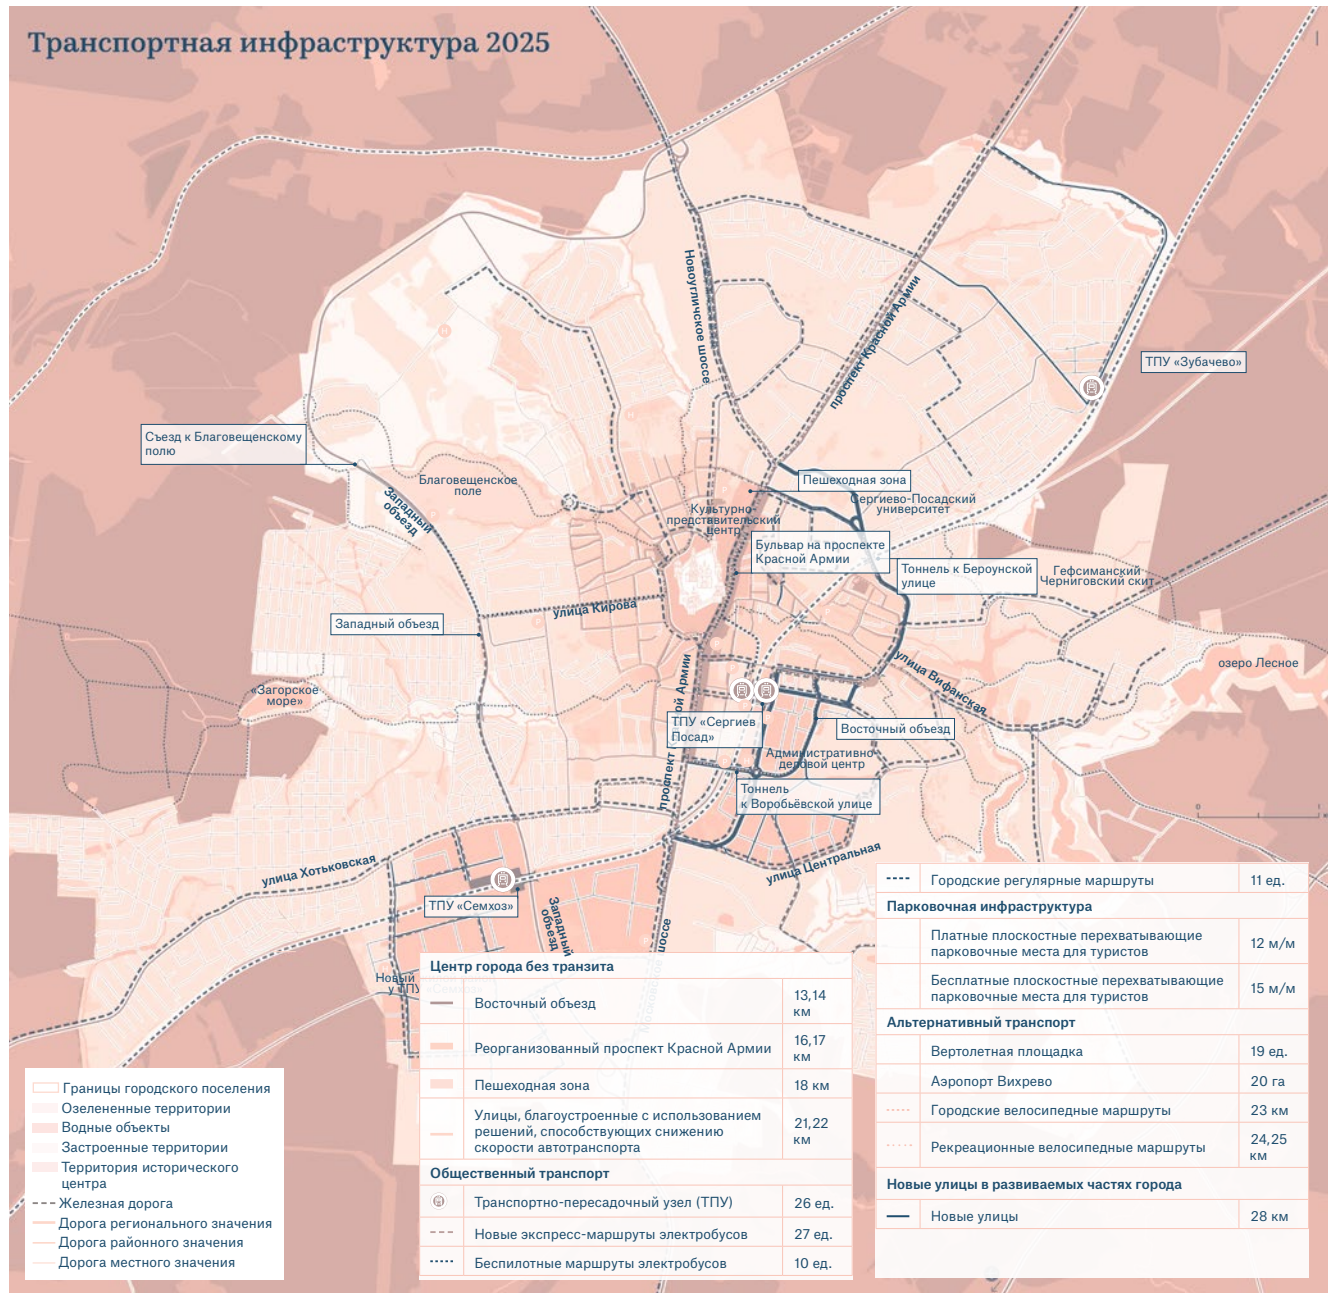 Транспортная инфраструктура 2025
Новоугличское шоссе
проспект Красной Армии
ТПУ «Зубачево»
Съезд к Благовещенскому
полю
Благовещенское
поле
Западный
объезд
Пешеходная зона
Сергиево-Посадский
университет
Культурно-
представительский
центр
Бульвар на проспекте
Красной Армии
Тоннель к Бероунской
улице
Гефсиманский
Черниговский скит
улица Кирова
Западный объезд
улица Вифанская
озеро Лесное
«Загорское
море»
ТПУ «Сергиев
Посад»
Восточный объезд
Административно-
деловой центр
проспект
ой Армии
Тоннель
к Воробьёвской улице
0
улица Хотьковская
улица Центральная
ТПУ «Семхоз»
Западный
объезд
шоссе
Новый
у ТПУ «Семхоз»
Границы городского поселения
Озелененные территории
Водные объекты
Застроенные территории
Территория исторического
центра
Железная дорога
Дорога регионального значения
Дорога районного значения
Дорога местного значения
Центр города без транзита
Восточный объезд 13,14
км
Реорганизованный проспект Красной Армии 16,17
км
Пешеходная зона 18 км
Улицы, благоустроенные с использованием
решений, способствующих снижению 21,22
скорости автотранспорта км
Общественный транспорт
Транспортно-пересадочный узел (ТПУ) 26 ед.
Новые экспресс-маршруты электробусов 27 ед.
Беспилотные маршруты электробусов 10 ед.
Городские регулярные маршруты 11 ед.
Парковочная инфраструктура
Платные плоскостные перехватывающие
парковочные места для туристов 12 м/м
Бесплатные плоскостные перехватывающие
парковочные места для туристов 15 м/м
Альтернативный транспорт
Вертолетная площадка 19 ед.
Аэропорт Вихрево 20 га
Городские велосипедные маршруты 23 км
Рекреационные велосипедные маршруты 24,25
км
Новые улицы в развиваемых частях города
Новые улицы 28 км